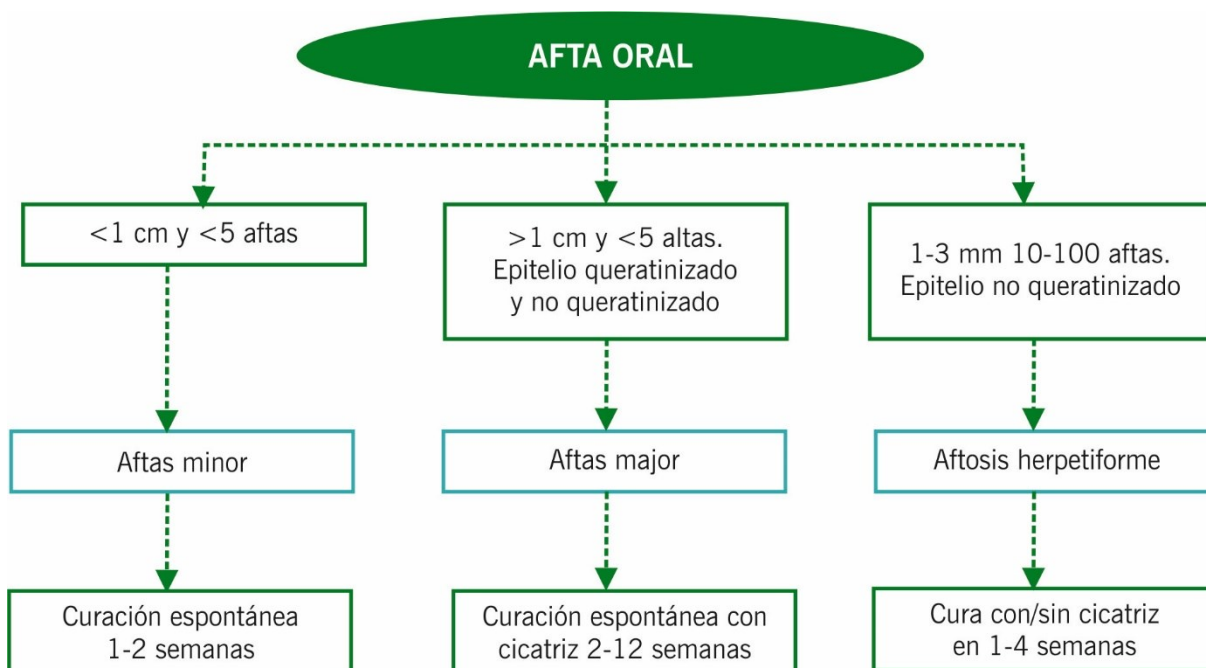 AFTA ORAL
<1 cm y <5 aftas
>1 cm y <5 altas.
Epitelio queratinizado
y no queratinizado
1-3 mm 10-100 aftas.
Epitelio no queratinizado
Aftas minor
Aftas major
Aftosis herpetiforme
Curación espontánea
1-2 semanas
Curación espontánea con
cicatriz 2-12 semanas
Cura con/sin cicatriz
en 1-4 semanas